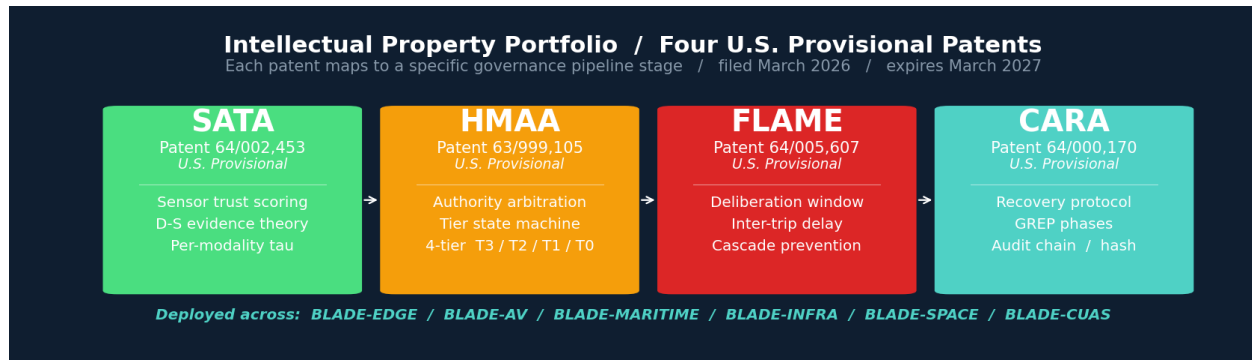 Intellectual Property Portfolio / Four U.S. Provisional Patents
Each patent maps to a specific governance pipeline stage / filed March 2026 / expires March 2027
SATA
Patent 64/002,453
U.S. Provisional
Sensor trust scoring
D-S evidence theory
Per-modality tau
HMAA
Patent 63/999,105
U.S. Provisional
Authority arbitration
Tier state machine
4-tier T3 / T2 / T1 / T0
FLAME
Patent 64/005,607
U.S. Provisional
Deliberation window
Inter-trip delay
Cascade prevention
CARA
Patent 64/000,170
U.S. Provisional
Recovery protocol
GREP phases
Audit chain / hash
Deployed across: BLADE-EDGE / BLADE-AV / BLADE-MARITIME / BLADE-INFRA / BLADE-SPACE / BLADE-CUAS